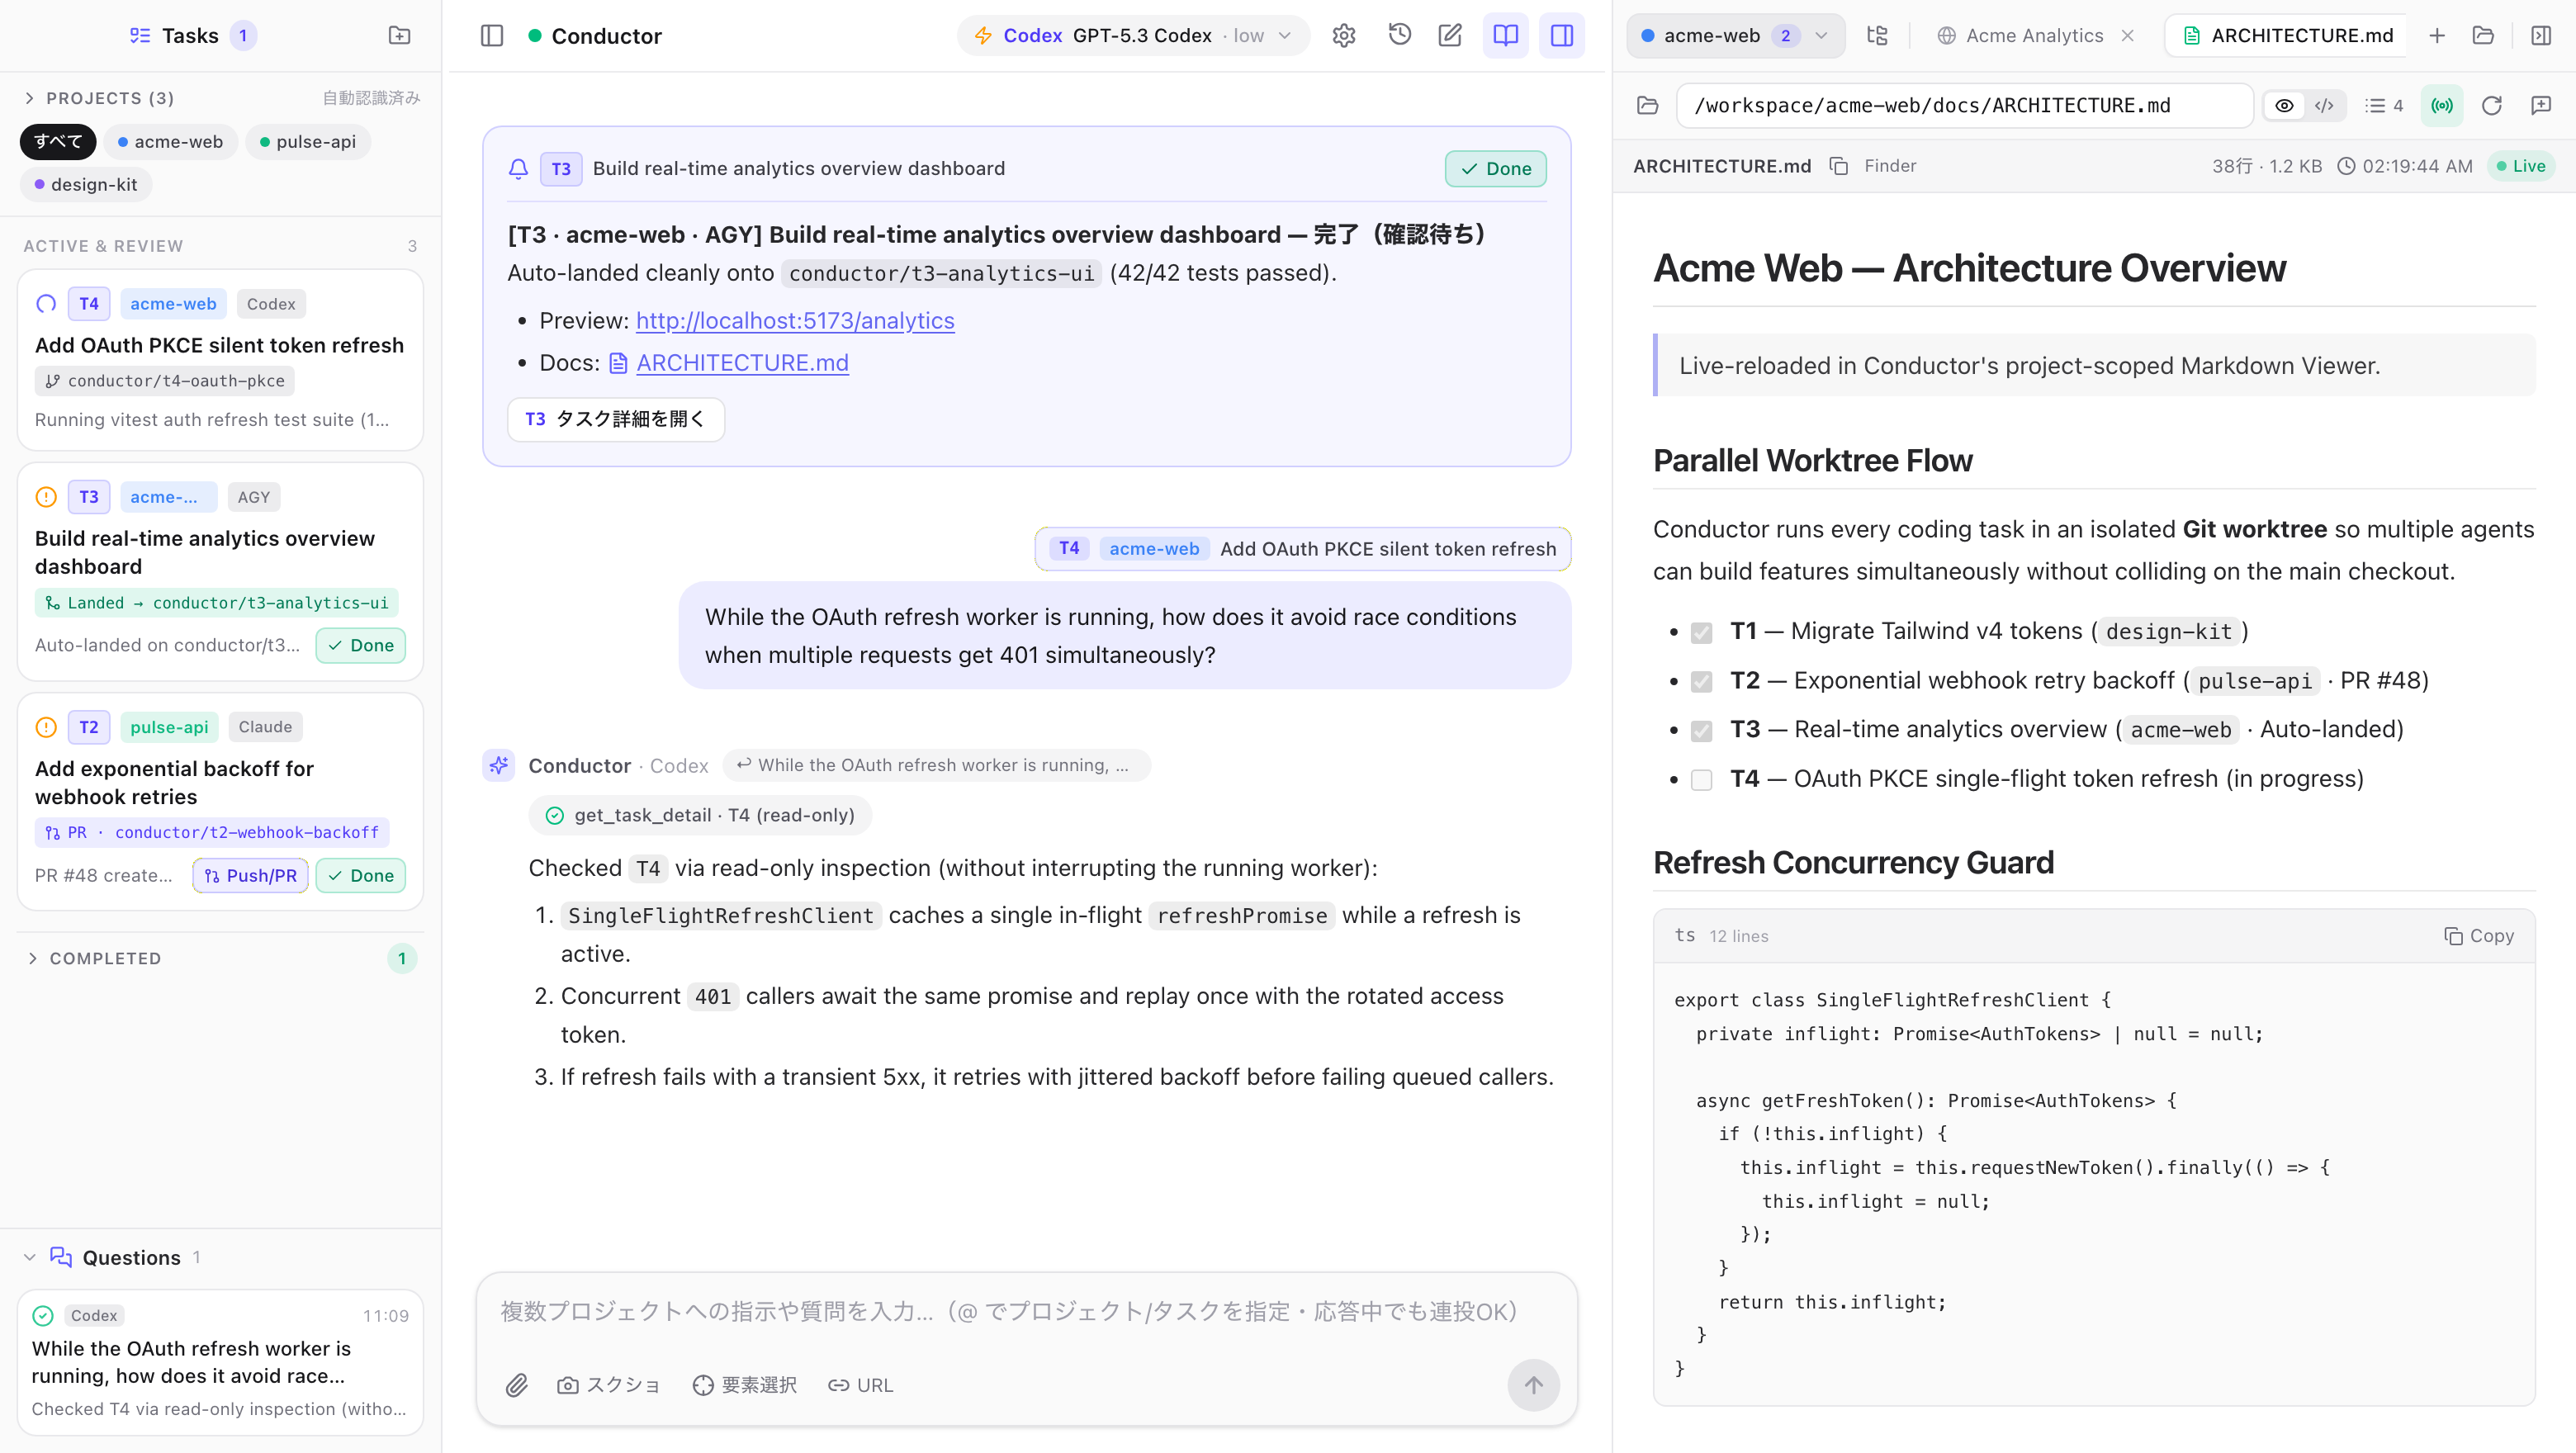 Tasks 1
PROJECTS (3) 自動認識済み
すべて acme-web pulse-api
design-kit
ACTIVE & REVIEW 3
T4 acme-web Codex
Add OAuth PKCE silent token refresh
conductor/t4-oauth-pkce
Running vitest auth refresh test suite (1...
T3 acme-... AGY
Build real-time analytics overview
dashboard
Landed → conductor/t3-analytics-ui
Auto-landed on conductor/t3... Done
T2 pulse-api Claude
Add exponential backoff for
webhook retries
PR · conductor/t2-webhook-backoff
PR #48 create... Push/PR Done
COMPLETED 1
Questions 1
Codex 11:09
While the OAuth refresh worker is
running, how does it avoid race...
Checked T4 via read-only inspection (witho...
Conductor Codex GPT-5.3 Codex · low
T3 Build real-time analytics overview dashboard Done
[T3 · acme-web · AGY] Build real-time analytics overview dashboard — 完了（確認待ち）
Auto-landed cleanly onto conductor/t3-analytics-ui (42/42 tests passed).
• Preview: http://localhost:5173/analytics
• Docs: ARCHITECTURE.md
T3 タスク詳細を開く
T4 acme-web Add OAuth PKCE silent token refresh
While the OAuth refresh worker is running, how does it avoid race conditions
when multiple requests get 401 simultaneously?
Conductor · Codex While the OAuth refresh worker is running, ...
get_task_detail · T4 (read-only)
Checked T4 via read-only inspection (without interrupting the running worker):
1. SingleFlightRefreshClient caches a single in-flight refreshPromise while a refresh is
active.
2. Concurrent 401 callers await the same promise and replay once with the rotated access
token.
3. If refresh fails with a transient 5xx, it retries with jittered backoff before failing queued callers.
複数プロジェクトへの指示や質問を入力...（@ でプロジェクト/タスクを指定・応答中でも連投OK）
スクショ 要素選択 URL
acme-web 2 Acme Analytics ARCHITECTURE.md
/workspace/acme-web/docs/ARCHITECTURE.md 4
ARCHITECTURE.md Finder 38行 · 1.2 KB 02:19:44 AM Live
Acme Web — Architecture Overview
Live-reloaded in Conductor's project-scoped Markdown Viewer.
Parallel Worktree Flow
Conductor runs every coding task in an isolated Git worktree so multiple agents
can build features simultaneously without colliding on the main checkout.
• T1 — Migrate Tailwind v4 tokens (design-kit)
• T2 — Exponential webhook retry backoff (pulse-api · PR #48)
• T3 — Real-time analytics overview (acme-web · Auto-landed)
• T4 — OAuth PKCE single-flight token refresh (in progress)
Refresh Concurrency Guard
ts 12 lines Copy
export class SingleFlightRefreshClient {
private inflight: Promise<AuthTokens> | null = null;
async getFreshToken(): Promise<AuthTokens> {
if (!this.inflight) {
this.inflight = this.requestNewToken().finally(() => {
this.inflight = null;
});
}
return this.inflight;
}
}